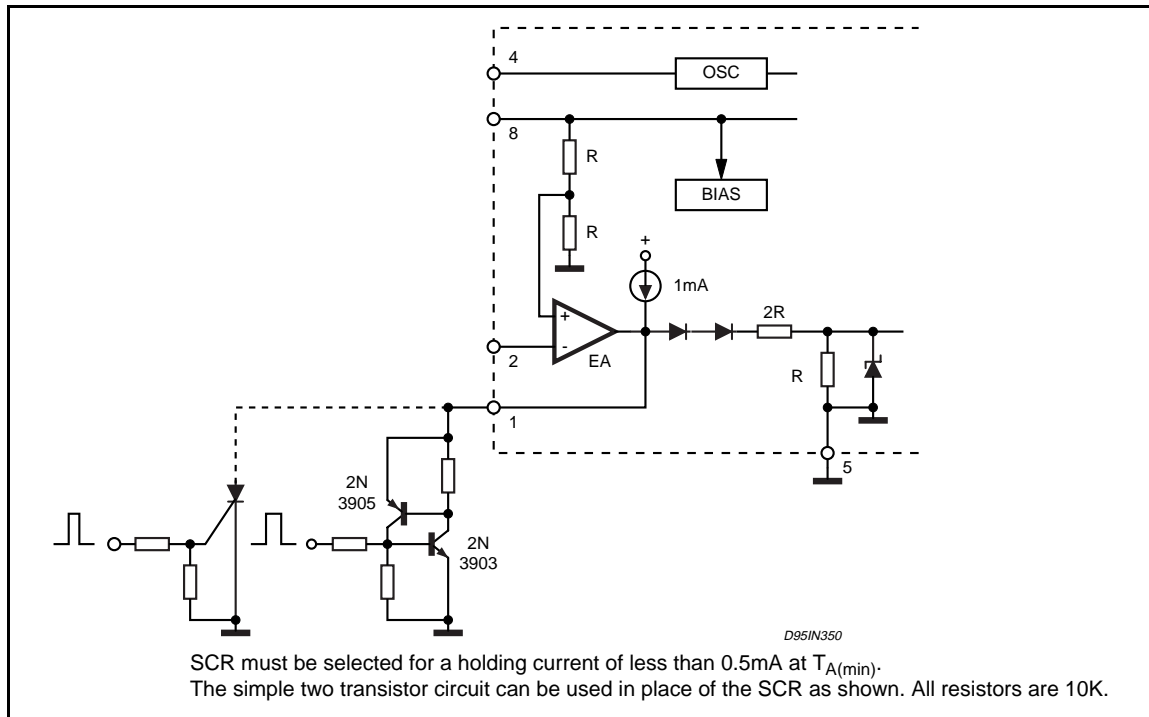 4
OSC
8
R
BIAS
R
+
1mA
+
2R
-
EA
2
R
1
5
2N
3905
2N
3903
D95IN350
SCR must be selected for a holding current of less than 0.5mA at TA(min).
The simple two transistor circuit can be used in place of the SCR as shown. All resistors are 10K.